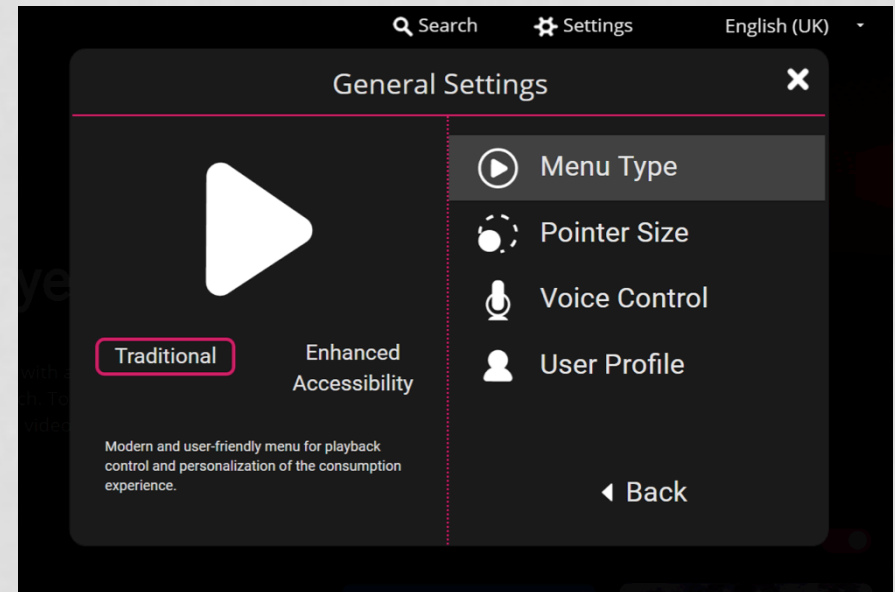 Search
Settings
English (UK)
General Settings
Menu Type
Pointer Size
Voice Control
User Profile
Back
Traditional
Enhanced
Accessibility
Modern and user-friendly menu for playback
control and personalization of the consumption
experience.